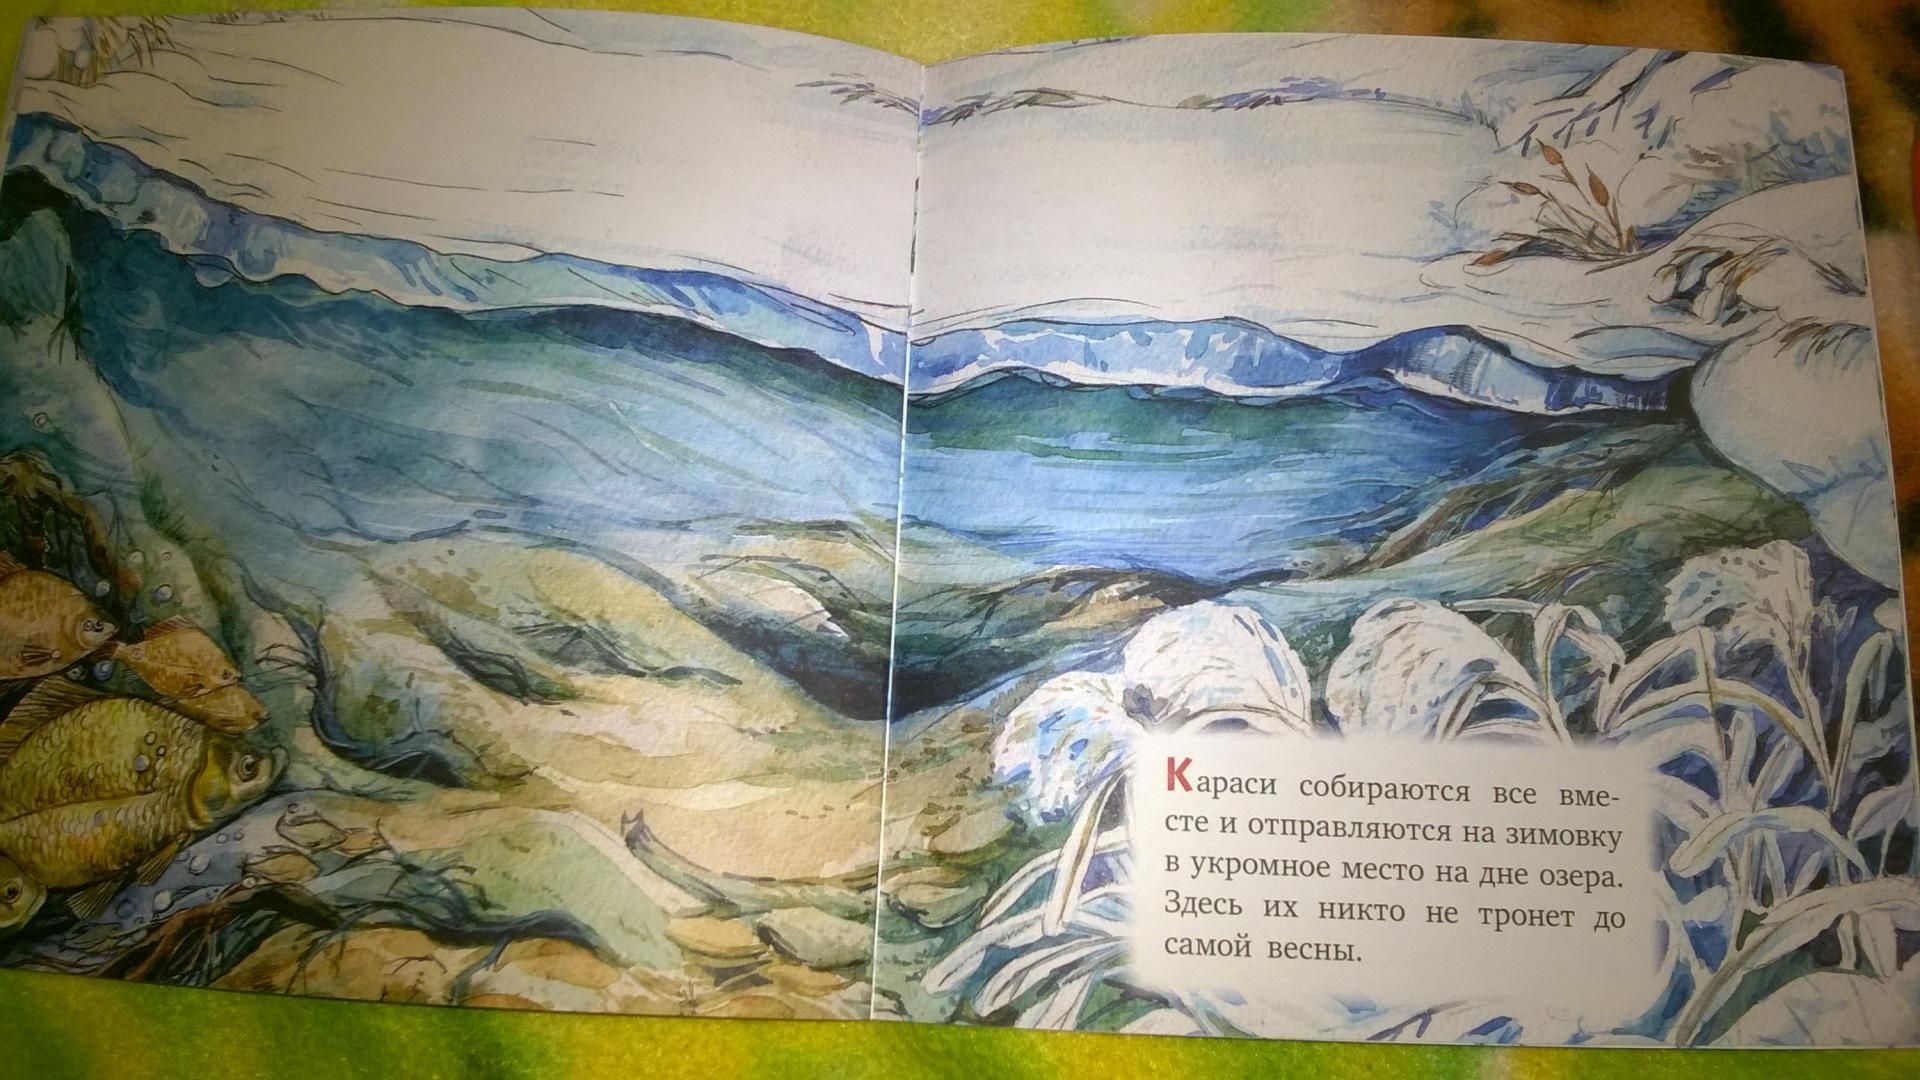 Караси собираются все вме-
сте и отправляются на зимовку
в укромное место на дне озера.
Здесь их никто не тронет до
самой весны.